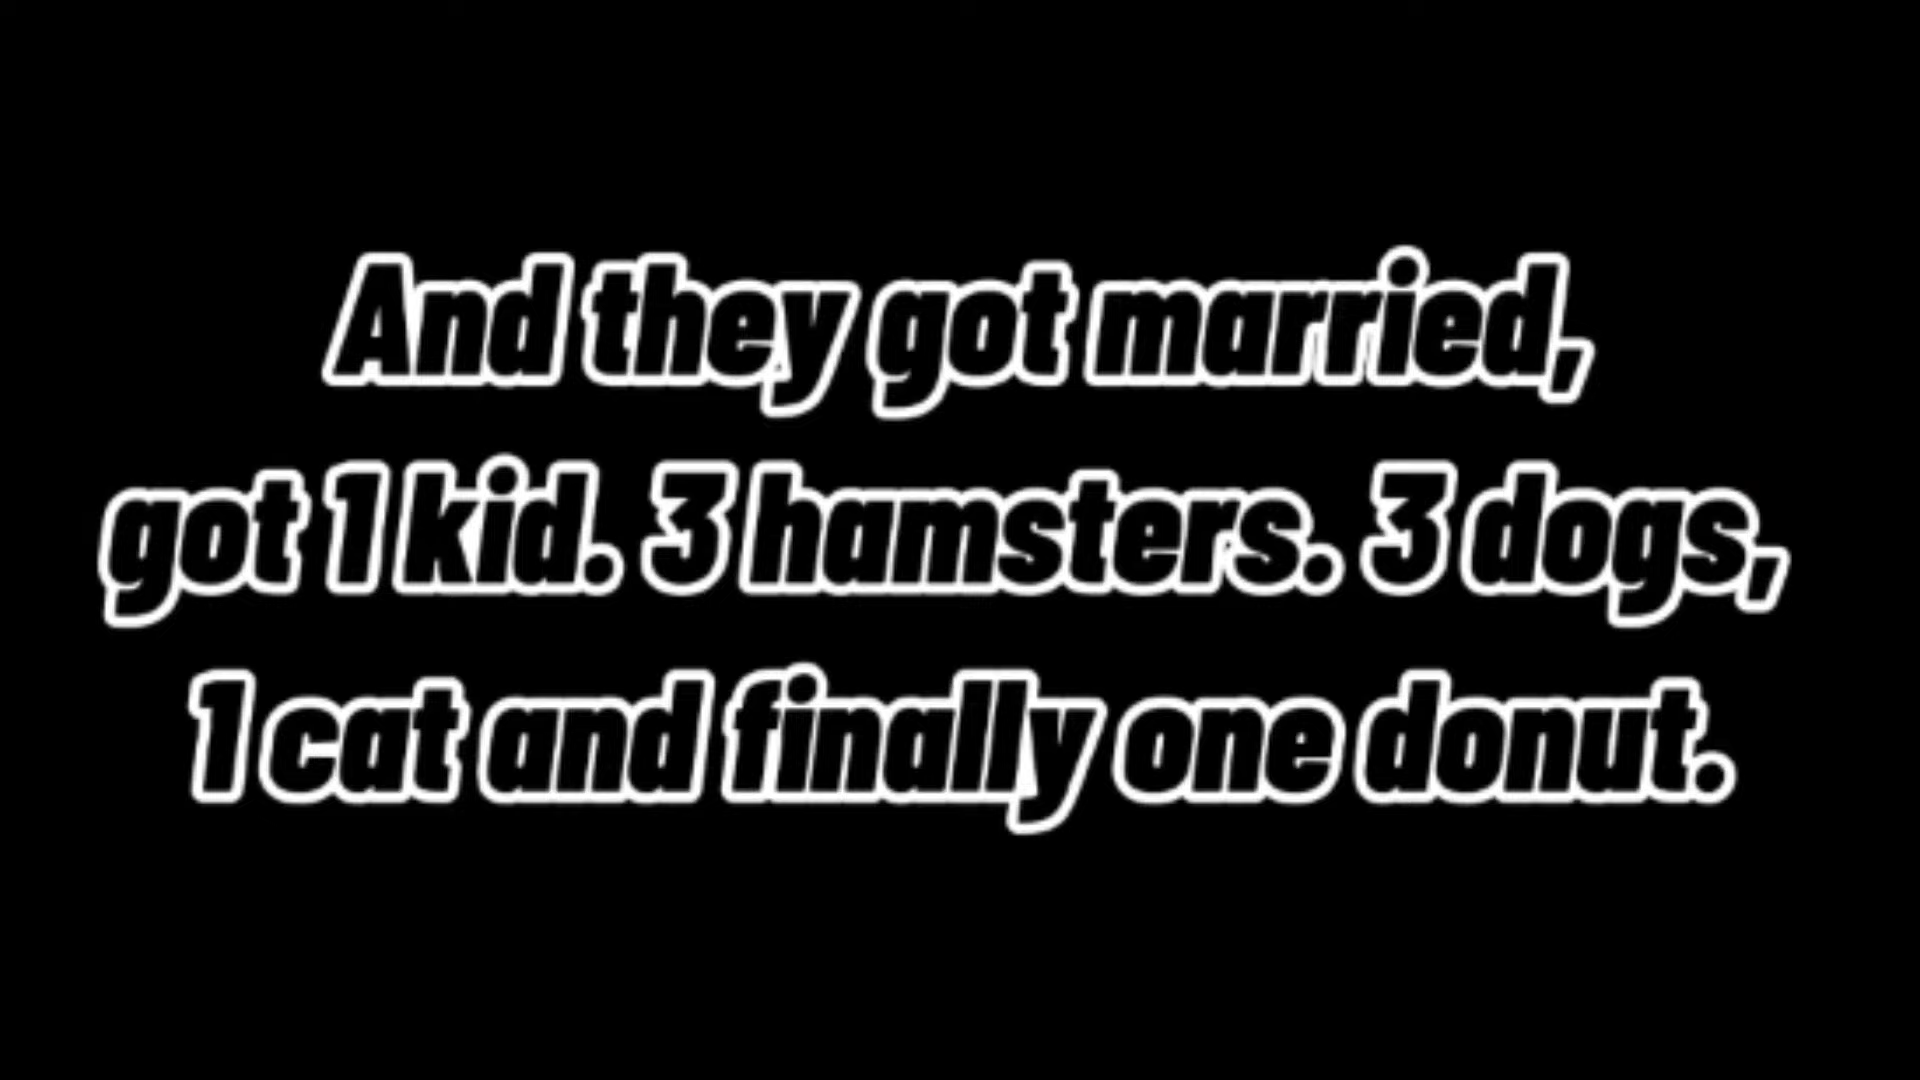 And they got married,
got 1 kid. 3 hamsters. 3 dogs,
1 cat and finally one donut.